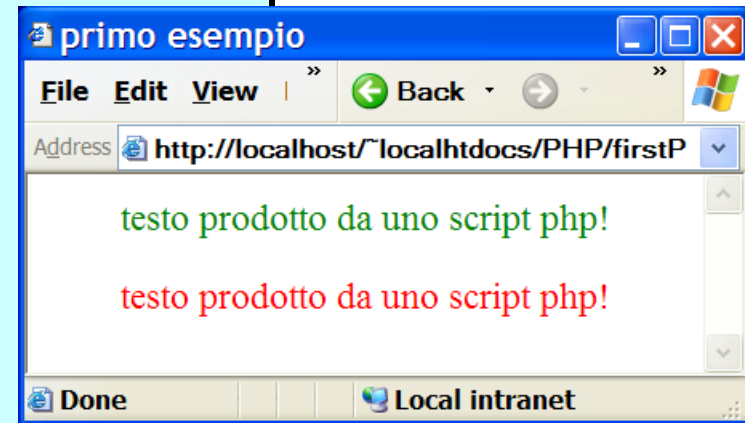 primo esempio
File Edit View » Back »
Address http://localhost/~localhtdocs/PHP/firstP
testo prodotto da uno script php!
testo prodotto da uno script php!
Done Local intranet